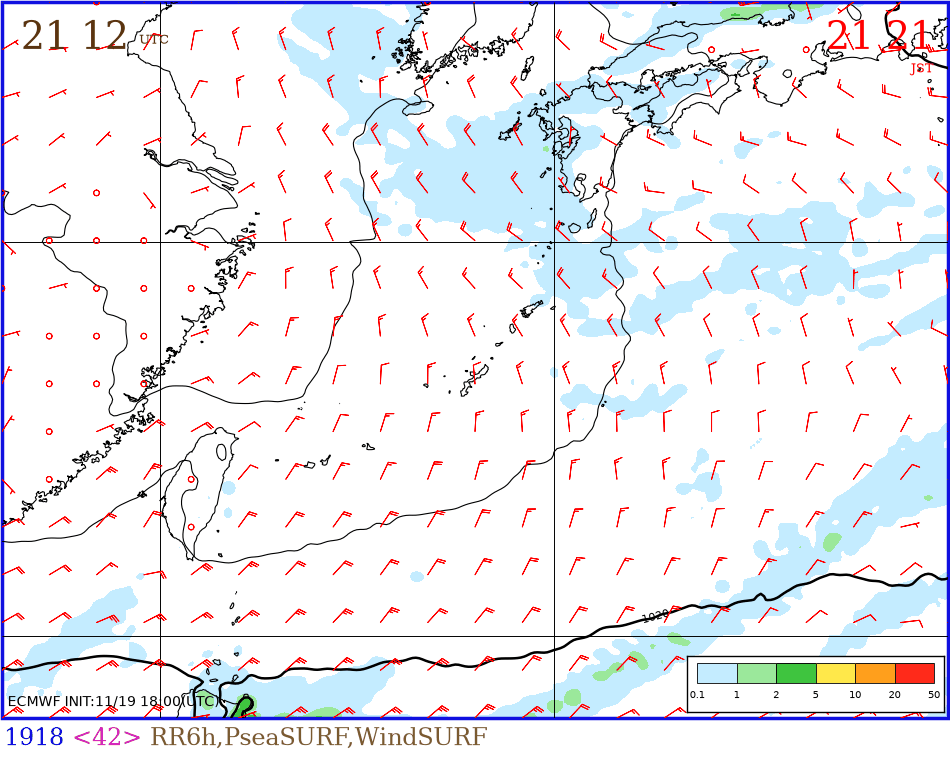 21 12 UTC
21 21
JST
1020
0.1 1 2 5 10 20 50
ECMWF INIT:11/19 18:00(UTC)
1918 <42> RR6h,PseaSURF,WindSURF